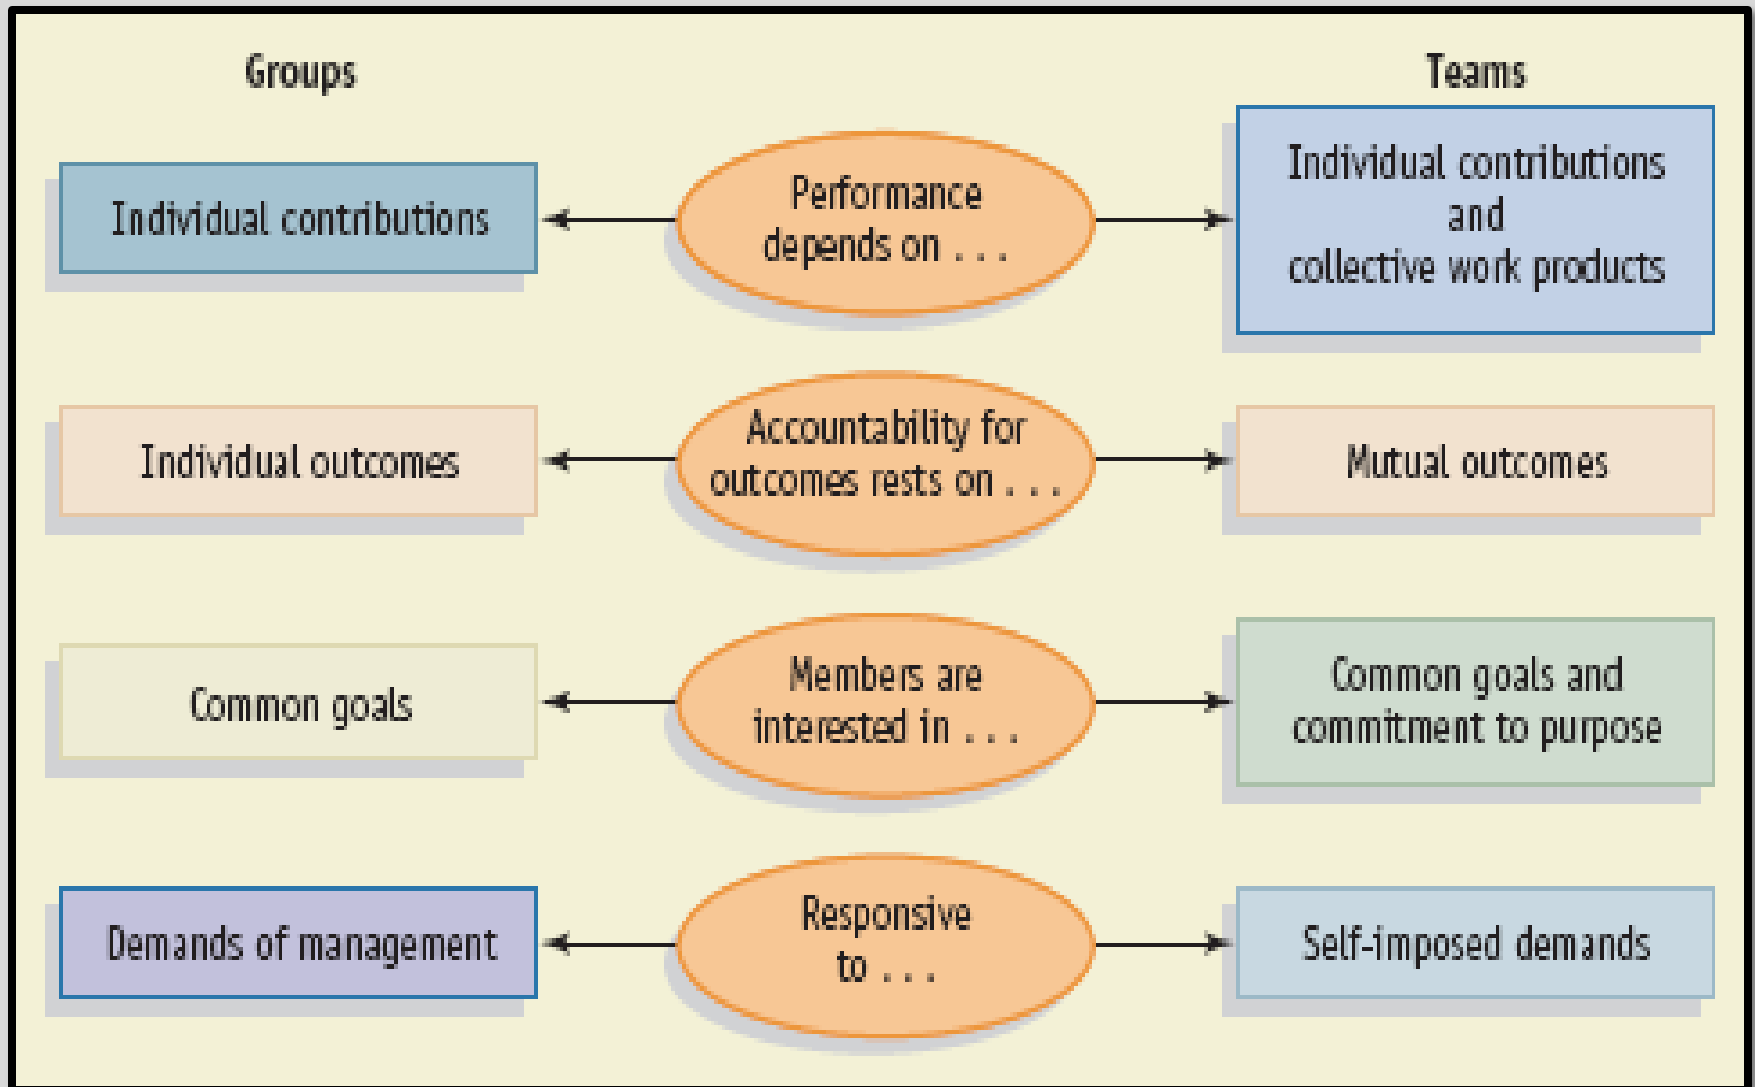 Groups
Teams
Individual contributions
Performance
depends on . . .
Individual contributions
and
collective work products
Individual outcomes
Accountability for
outcomes rests on . . .
Mutual outcomes
Common goals
Members are
interested in . . .
Common goals and
commitment to purpose
Demands of management
Responsive
to . . .
Self-imposed demands